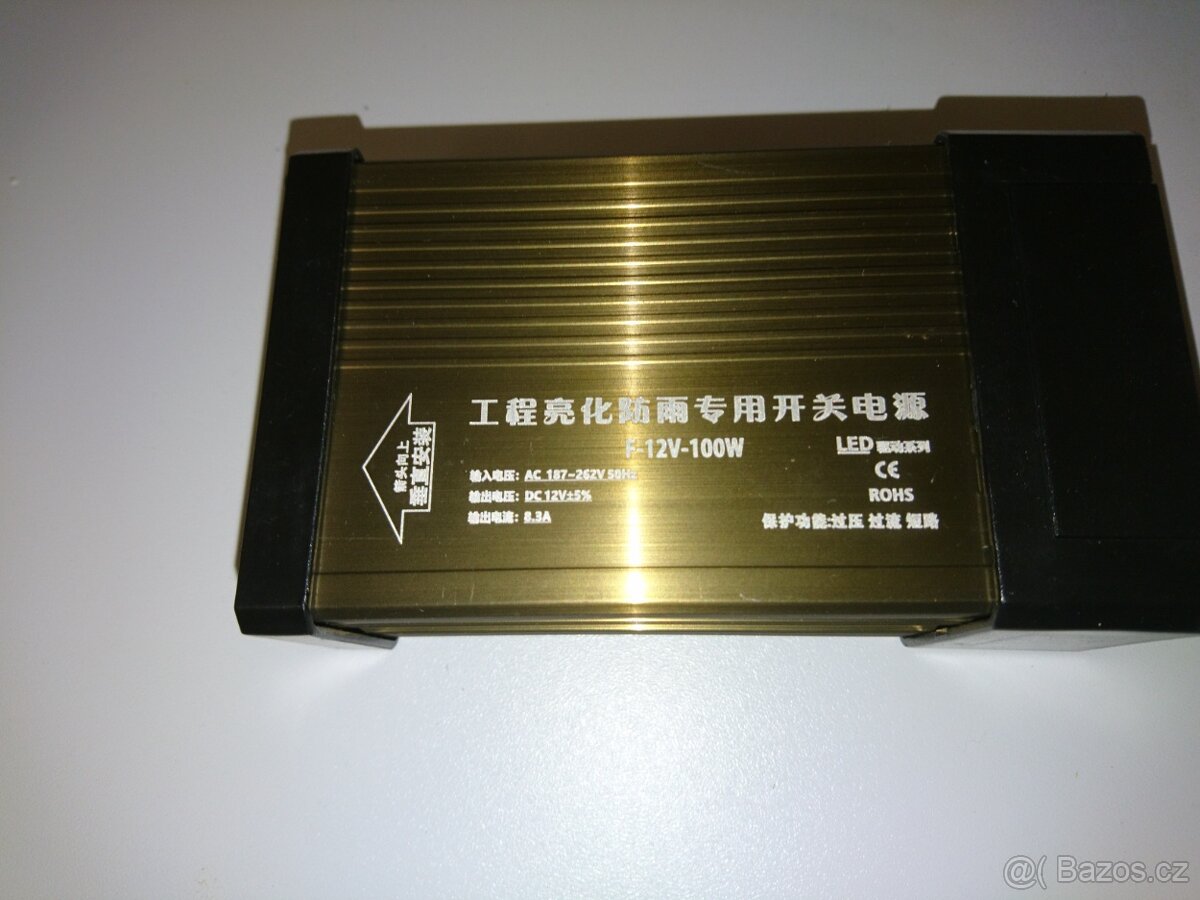 工程亮化防雨专用开关电源
F-12V-100W
LED 驱动系列
输入电压: AC 187~262V 50Hz
输出电压: DC 12V±5%
输出电流: 8.3A
CE
ROHS
保护功能:过压 过流 短路
箭头向上
垂直安装
@( Bazos.cz